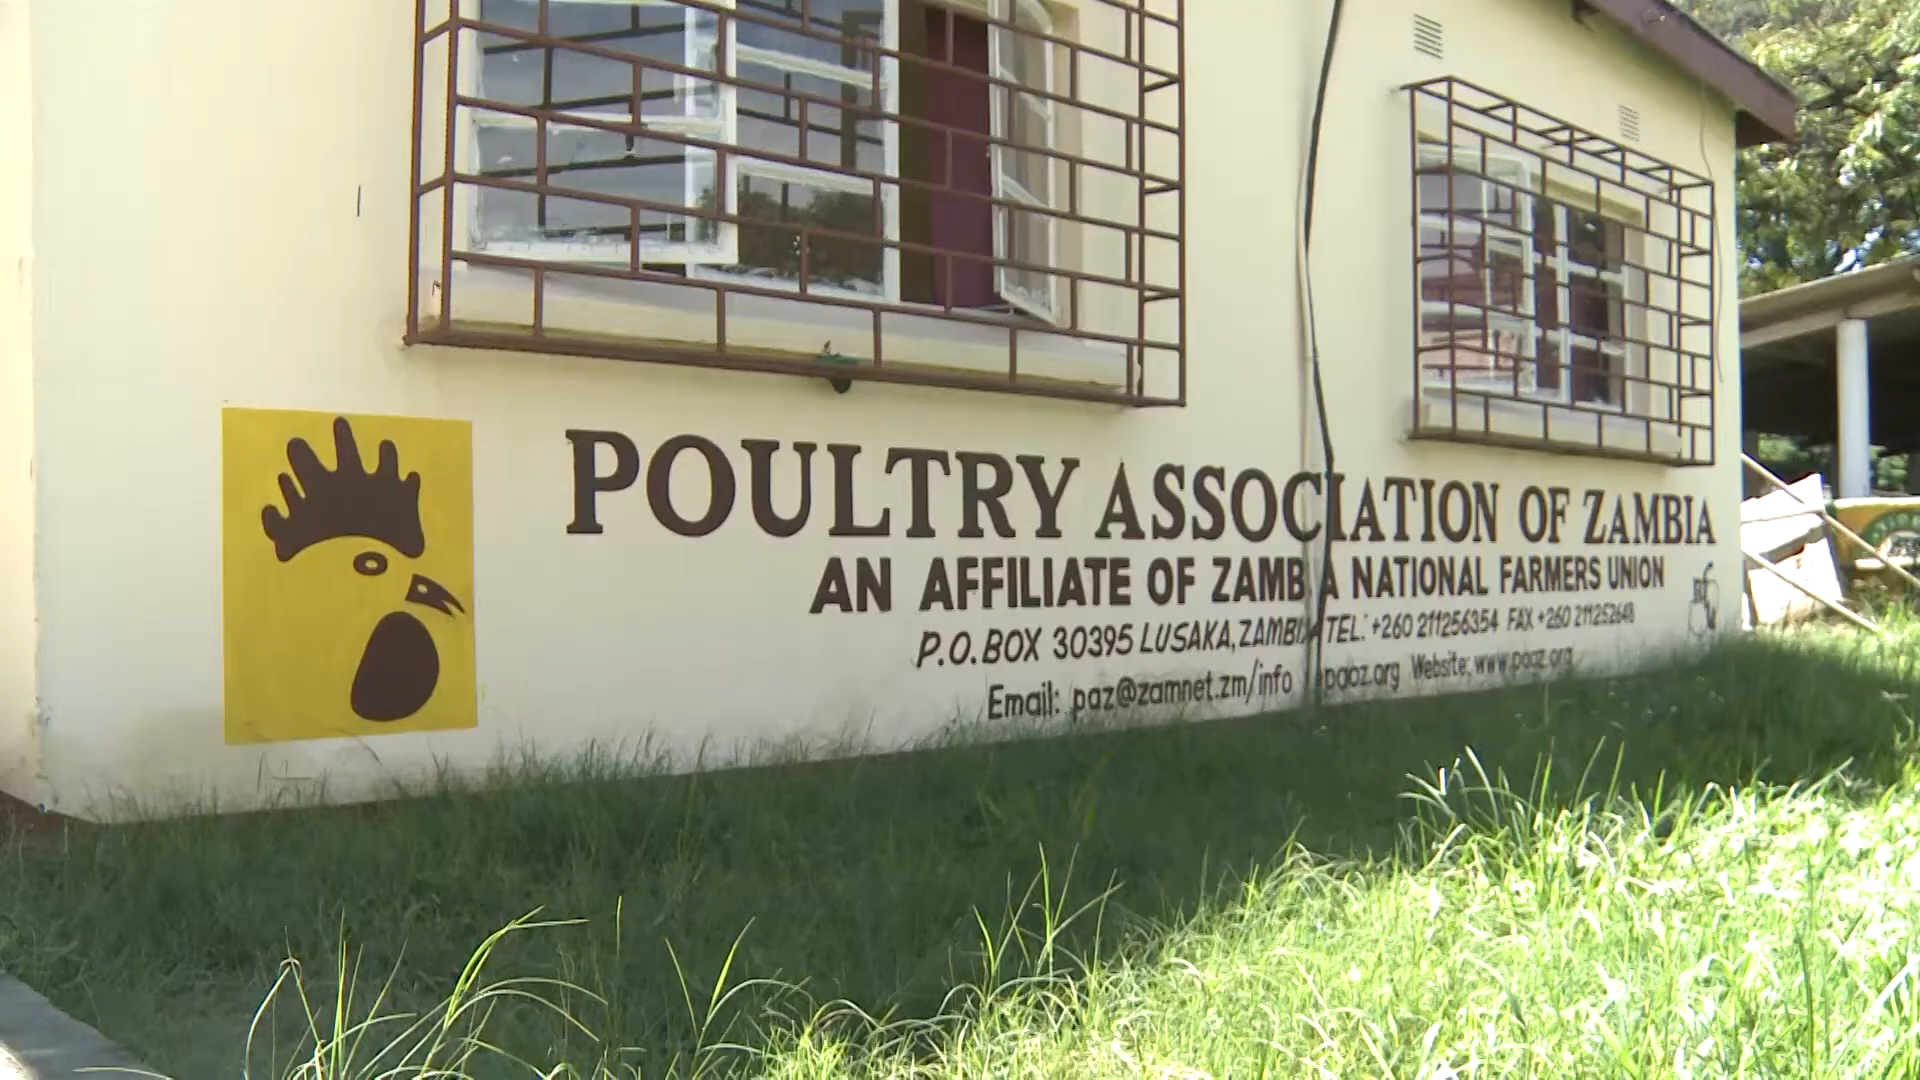 POULTRY ASSOCIATION OF ZAMBIA
AN AFFILIATE OF ZAMBIA NATIONAL FARMERS UNION
P.O. BOX 30395 LUSAKA, ZAMBIA TEL: +260 211256354 FAX +260 211252648
Email: paz@zamnet.zm/info paoz.org Website: www.paoz.org